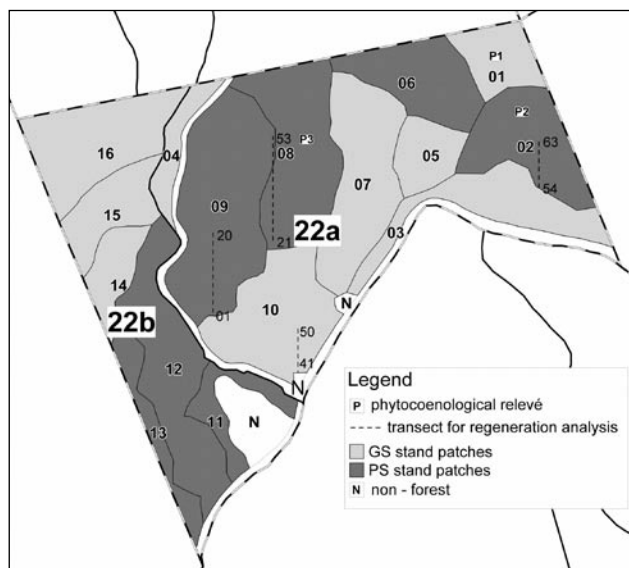 P1
01
06
P2
02
63
54
16
04
53
P3
08
05
07
15
09
20
22a
21
03
14
22b
01
10
N
50
41
12
N
11
N
13
Legend
P phytocoenological relevé
transect for regeneration analysis
GS stand patches
PS stand patches
N non - forest